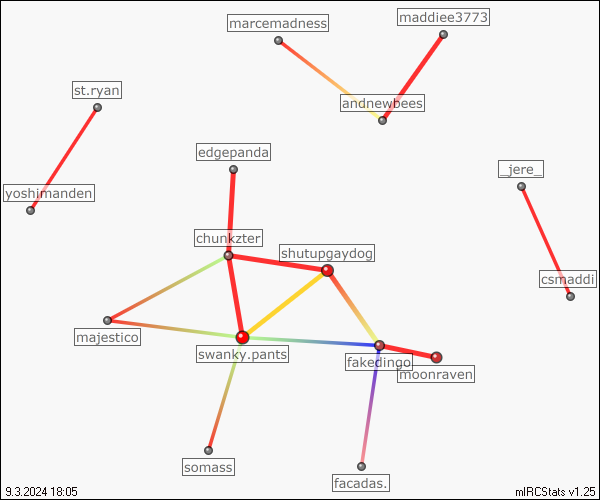 maddiee3773
marcemadness
st.ryan
andnewbees
edgepanda
_jere_
yoshimanden
chunkzter
shutupgaydog
csmaddi
majestico
swanky.pants
fakedingo
moonraven
somass
facadas.
9.3.2024 18:05
mIRCStats v1.25